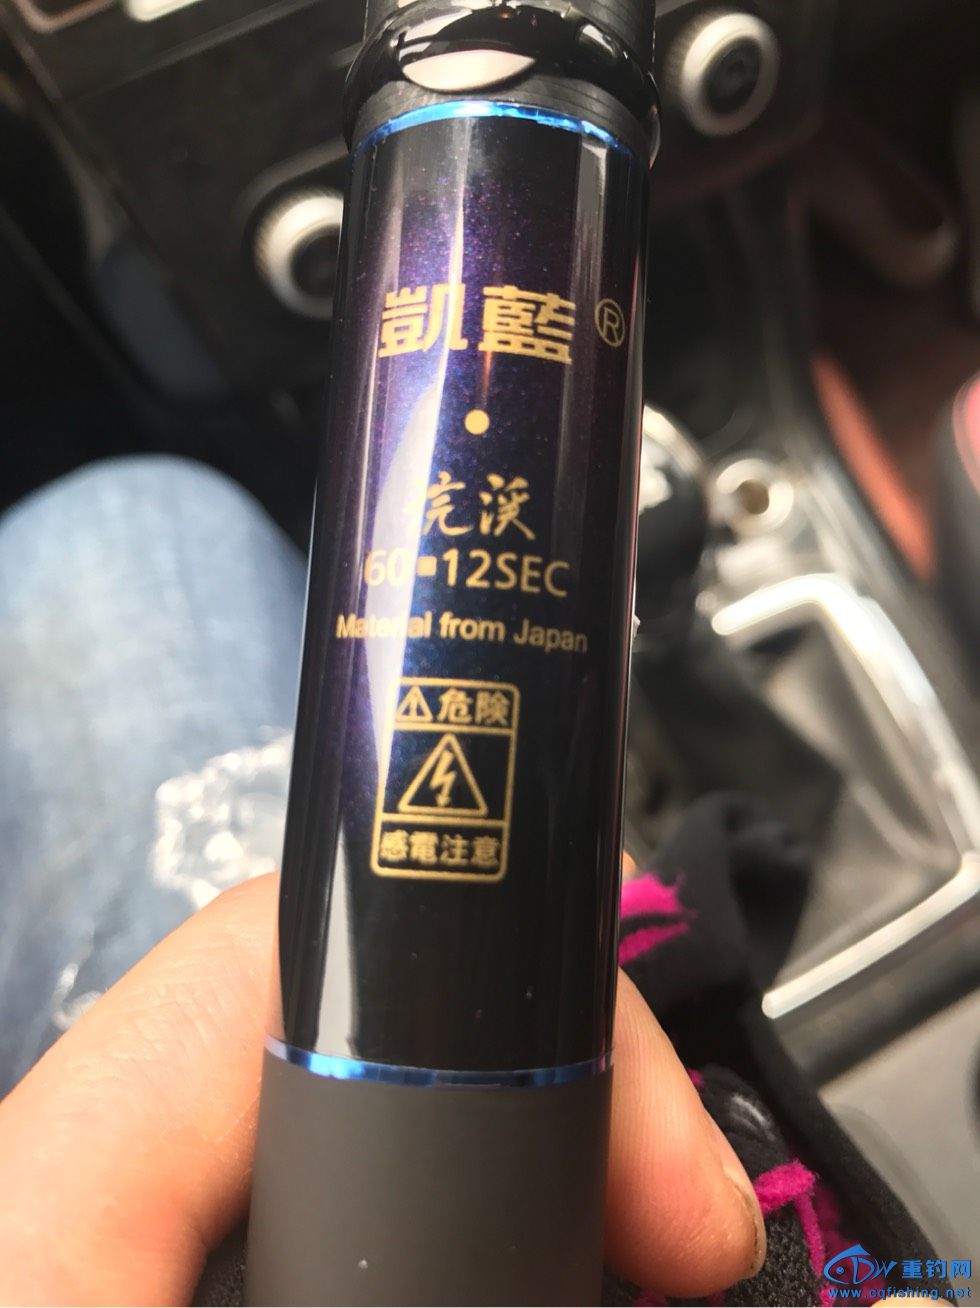 凱藍®
浣溪
60·12SEC
Material from Japan
⚠危険
感電注意
重钓网
www.cqfishing.net